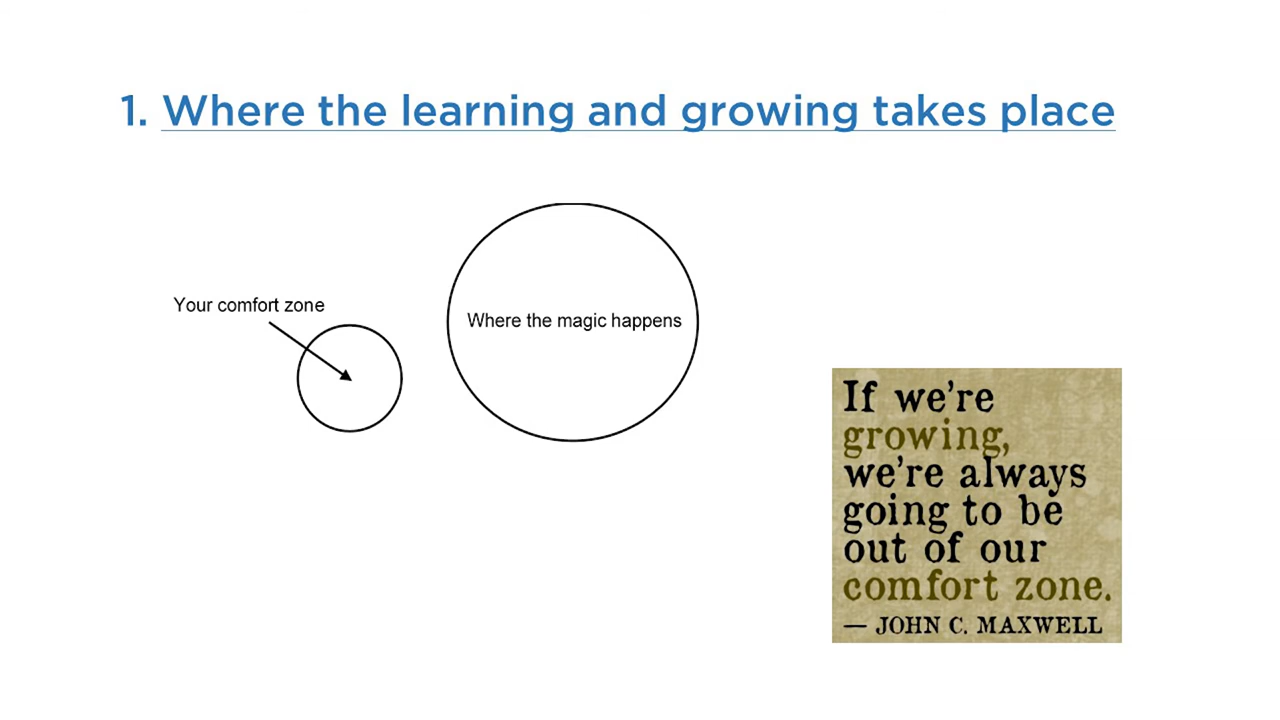 1. Where the learning and growing takes place
Your comfort zone
Where the magic happens
If we're
growing,
we're always
going to be
out of our
comfort zone.
— JOHN C. MAXWELL